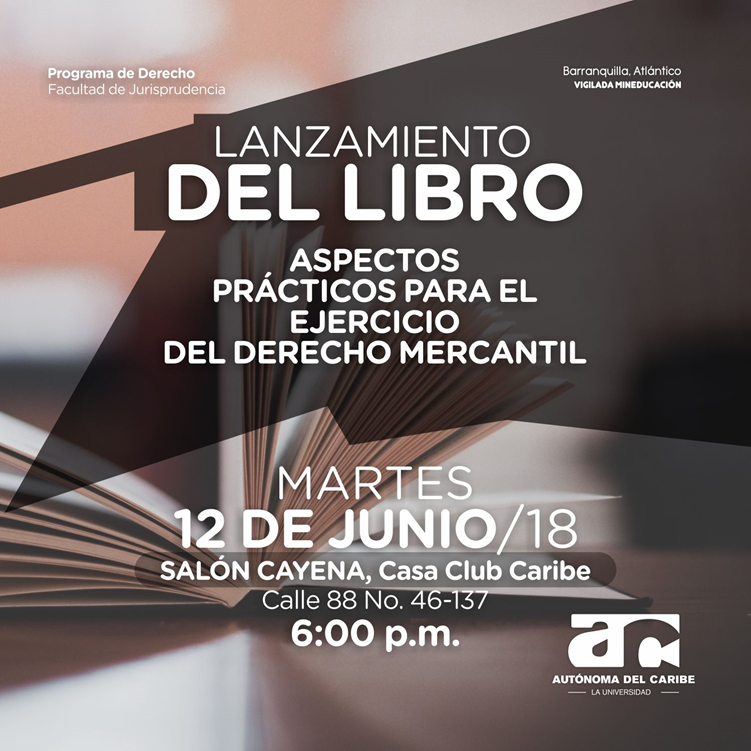 Programa de Derecho
Facultad de Jurisprudencia
Barranquilla, Atlántico
VIGILADA MINEDUCACIÓN
LANZAMIENTO
DEL LIBRO
ASPECTOS
PRÁCTICOS PARA EL
EJERCICIO
DEL DERECHO MERCANTIL
MARTES
12 DE JUNIO/18
SALÓN CAYENA, Casa Club Caribe
Calle 88 No. 46-137
6:00 p.m.
ac
AUTÓNOMA DEL CARIBE
LA UNIVERSIDAD